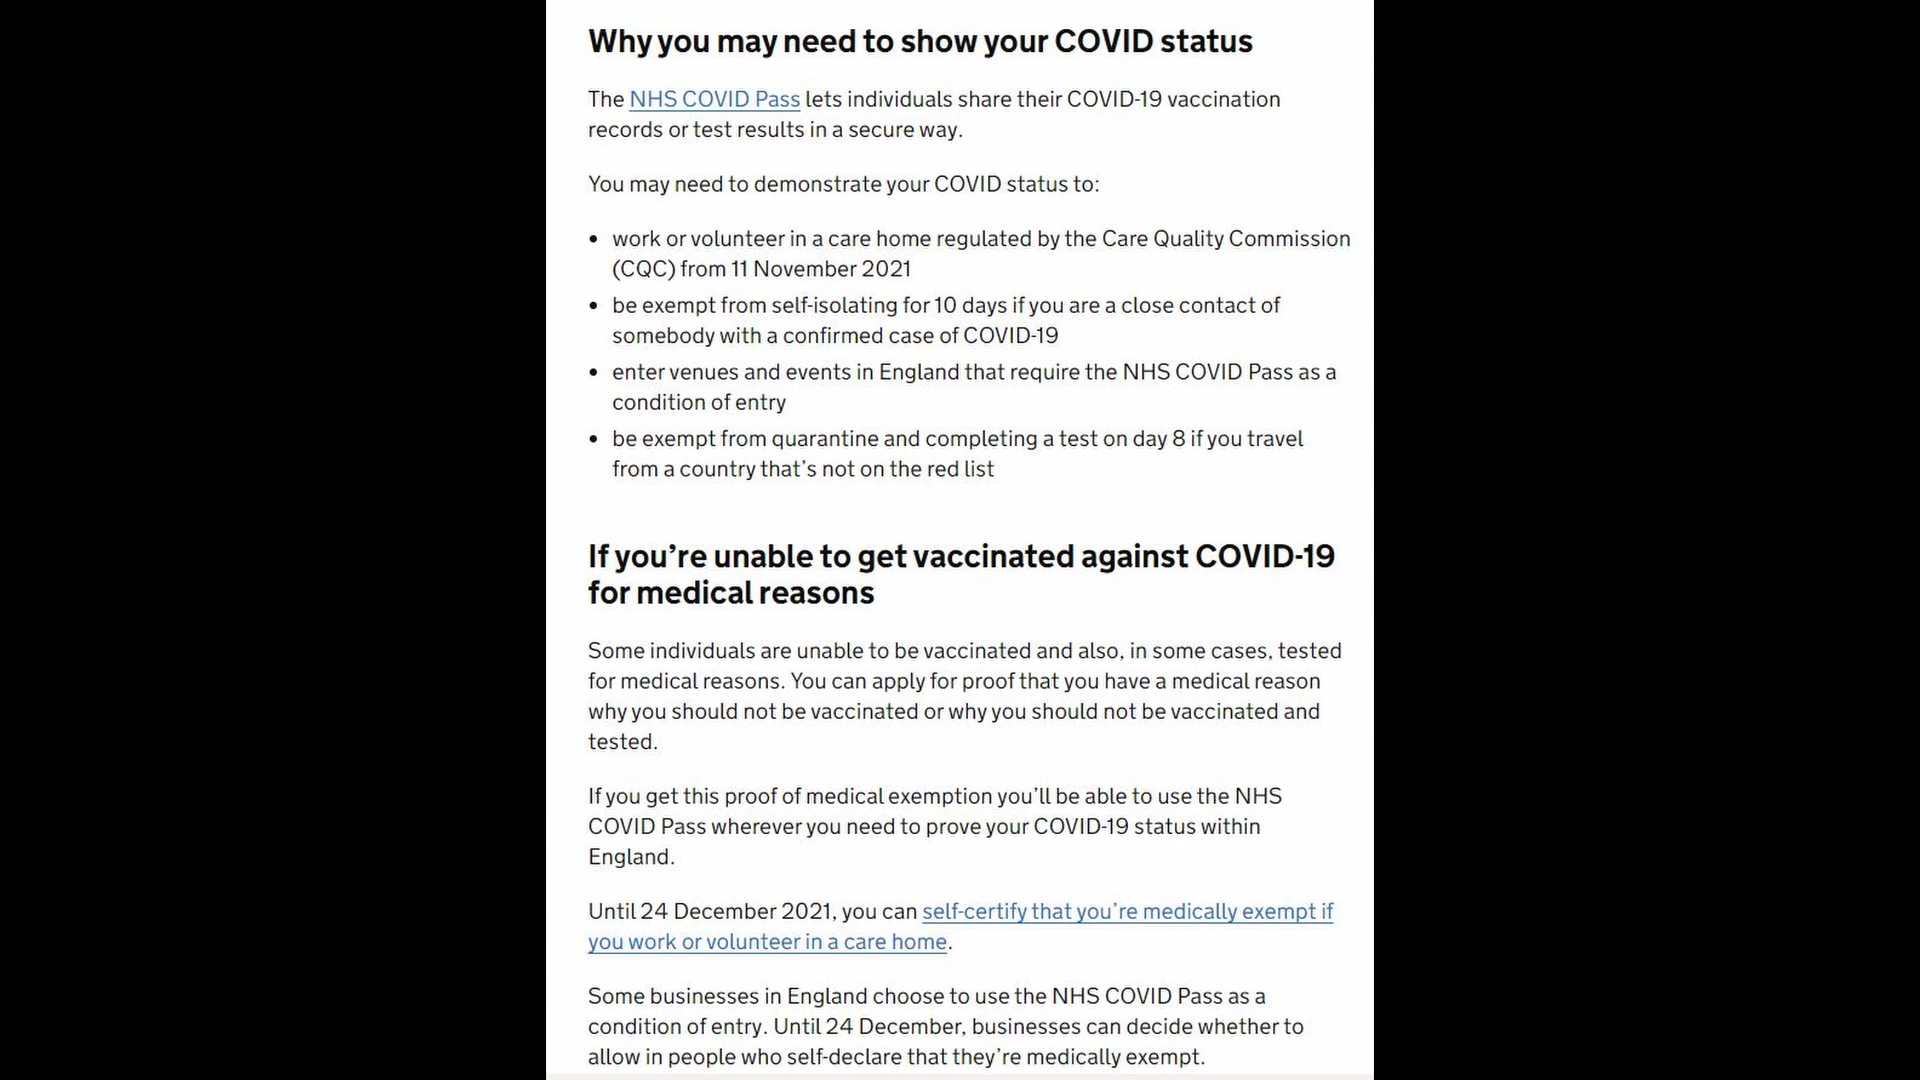 Why you may need to show your COVID status
The NHS COVID Pass lets individuals share their COVID-19 vaccination
records or test results in a secure way.
You may need to demonstrate your COVID status to:
• work or volunteer in a care home regulated by the Care Quality Commission
(CQC) from 11 November 2021
• be exempt from self-isolating for 10 days if you are a close contact of
somebody with a confirmed case of COVID-19
• enter venues and events in England that require the NHS COVID Pass as a
condition of entry
• be exempt from quarantine and completing a test on day 8 if you travel
from a country that’s not on the red list
If you’re unable to get vaccinated against COVID-19
for medical reasons
Some individuals are unable to be vaccinated and also, in some cases, tested
for medical reasons. You can apply for proof that you have a medical reason
why you should not be vaccinated or why you should not be vaccinated and
tested.
If you get this proof of medical exemption you’ll be able to use the NHS
COVID Pass wherever you need to prove your COVID-19 status within
England.
Until 24 December 2021, you can self-certify that you’re medically exempt if
you work or volunteer in a care home.
Some businesses in England choose to use the NHS COVID Pass as a
condition of entry. Until 24 December, businesses can decide whether to
allow in people who self-declare that they’re medically exempt.